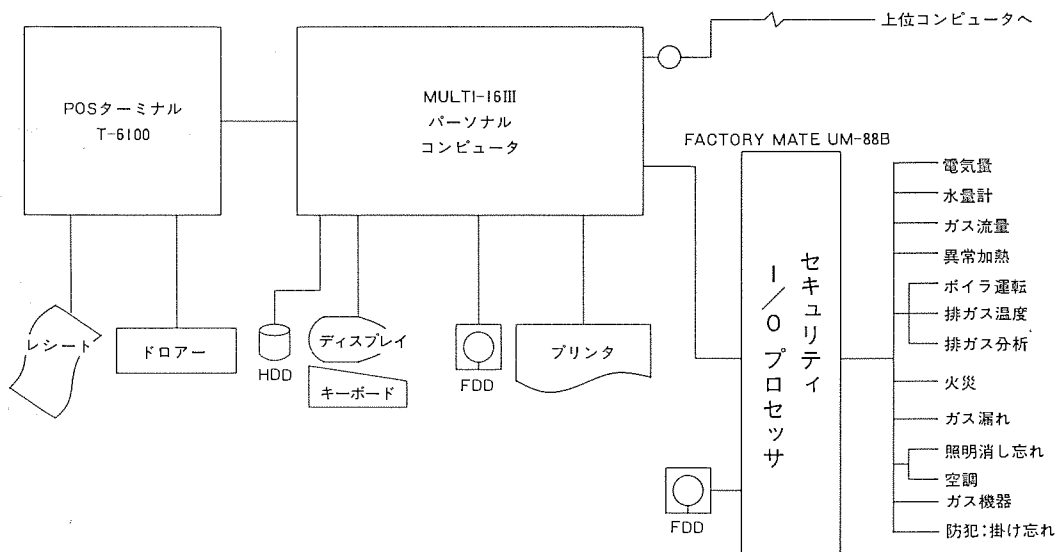 上位コンピュータへ
POSターミナル
T-6100
MULTI-16III
パーソナル
コンピュータ
FACTORY MATE UM-88B
セキュリティ
I/Oプロセッサ
電気量
水量計
ガス流量
異常加熱
ボイラ運転
排ガス温度
排ガス分析
火災
ガス漏れ
照明消し忘れ
空調
ガス機器
防犯:掛け忘れ
レシート
ドロアー
HDD
ディスプレイ
キーボード
FDD
プリンタ
FDD